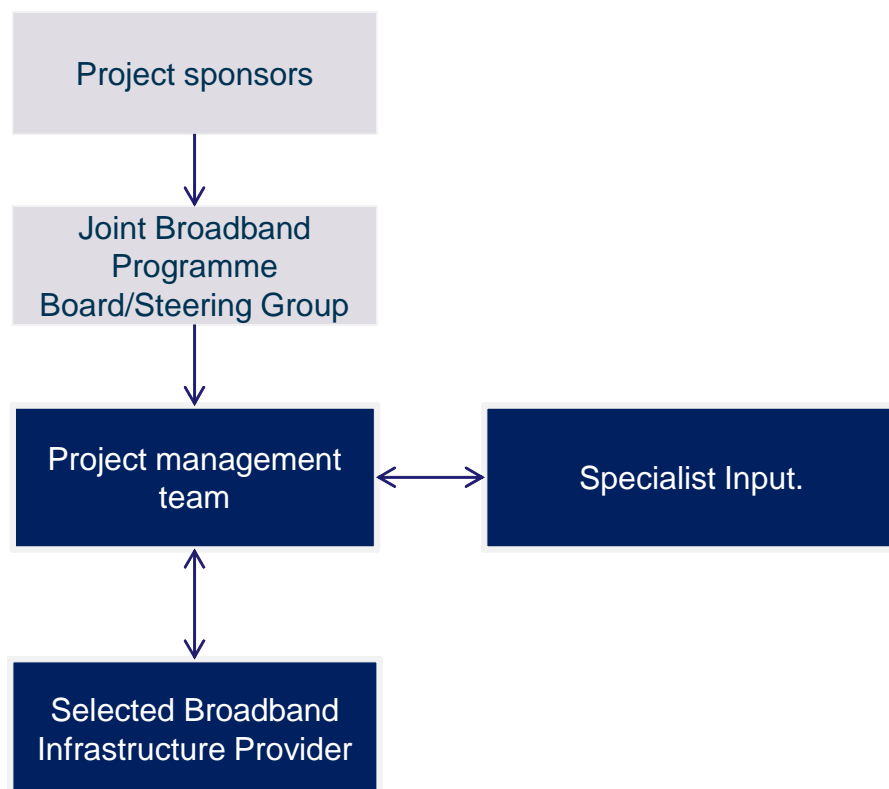 Project sponsors
Joint Broadband
Programme
Board/Steering Group
Project management
team
Specialist Input.
Selected Broadband
Infrastructure Provider